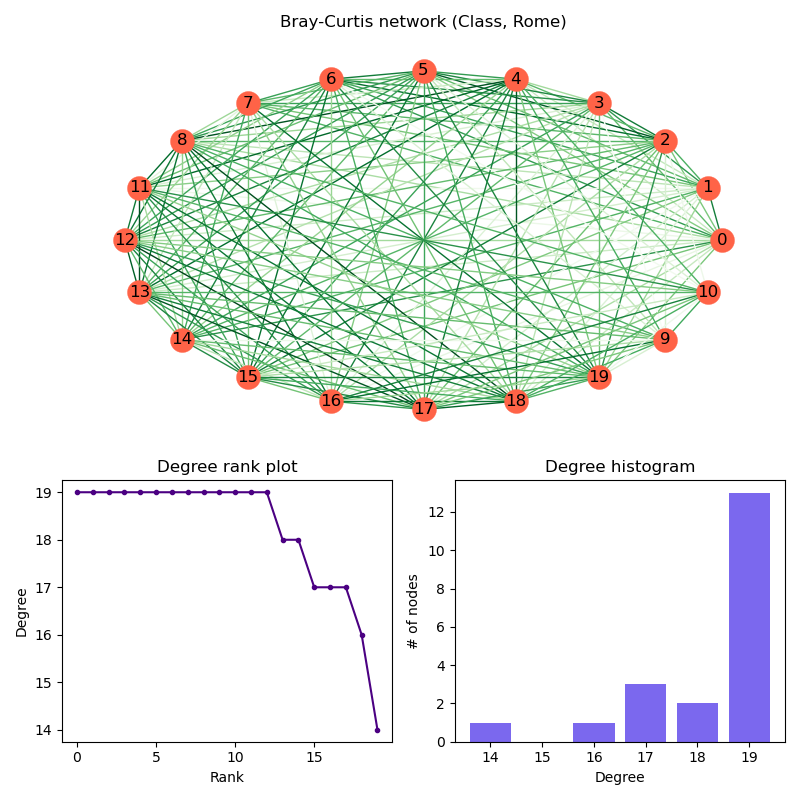 Bray-Curtis network (Class, Rome)
5
6 4
7 3
8 2
11 1
12 0
13 10
14 9
15 19
16 18
17
Degree rank plot
19
18
17
16
15
14
Degree
0 5 10 15
Rank
Degree histogram
12
10
8
6
4
2
0
# of nodes
14 15 16 17 18 19
Degree